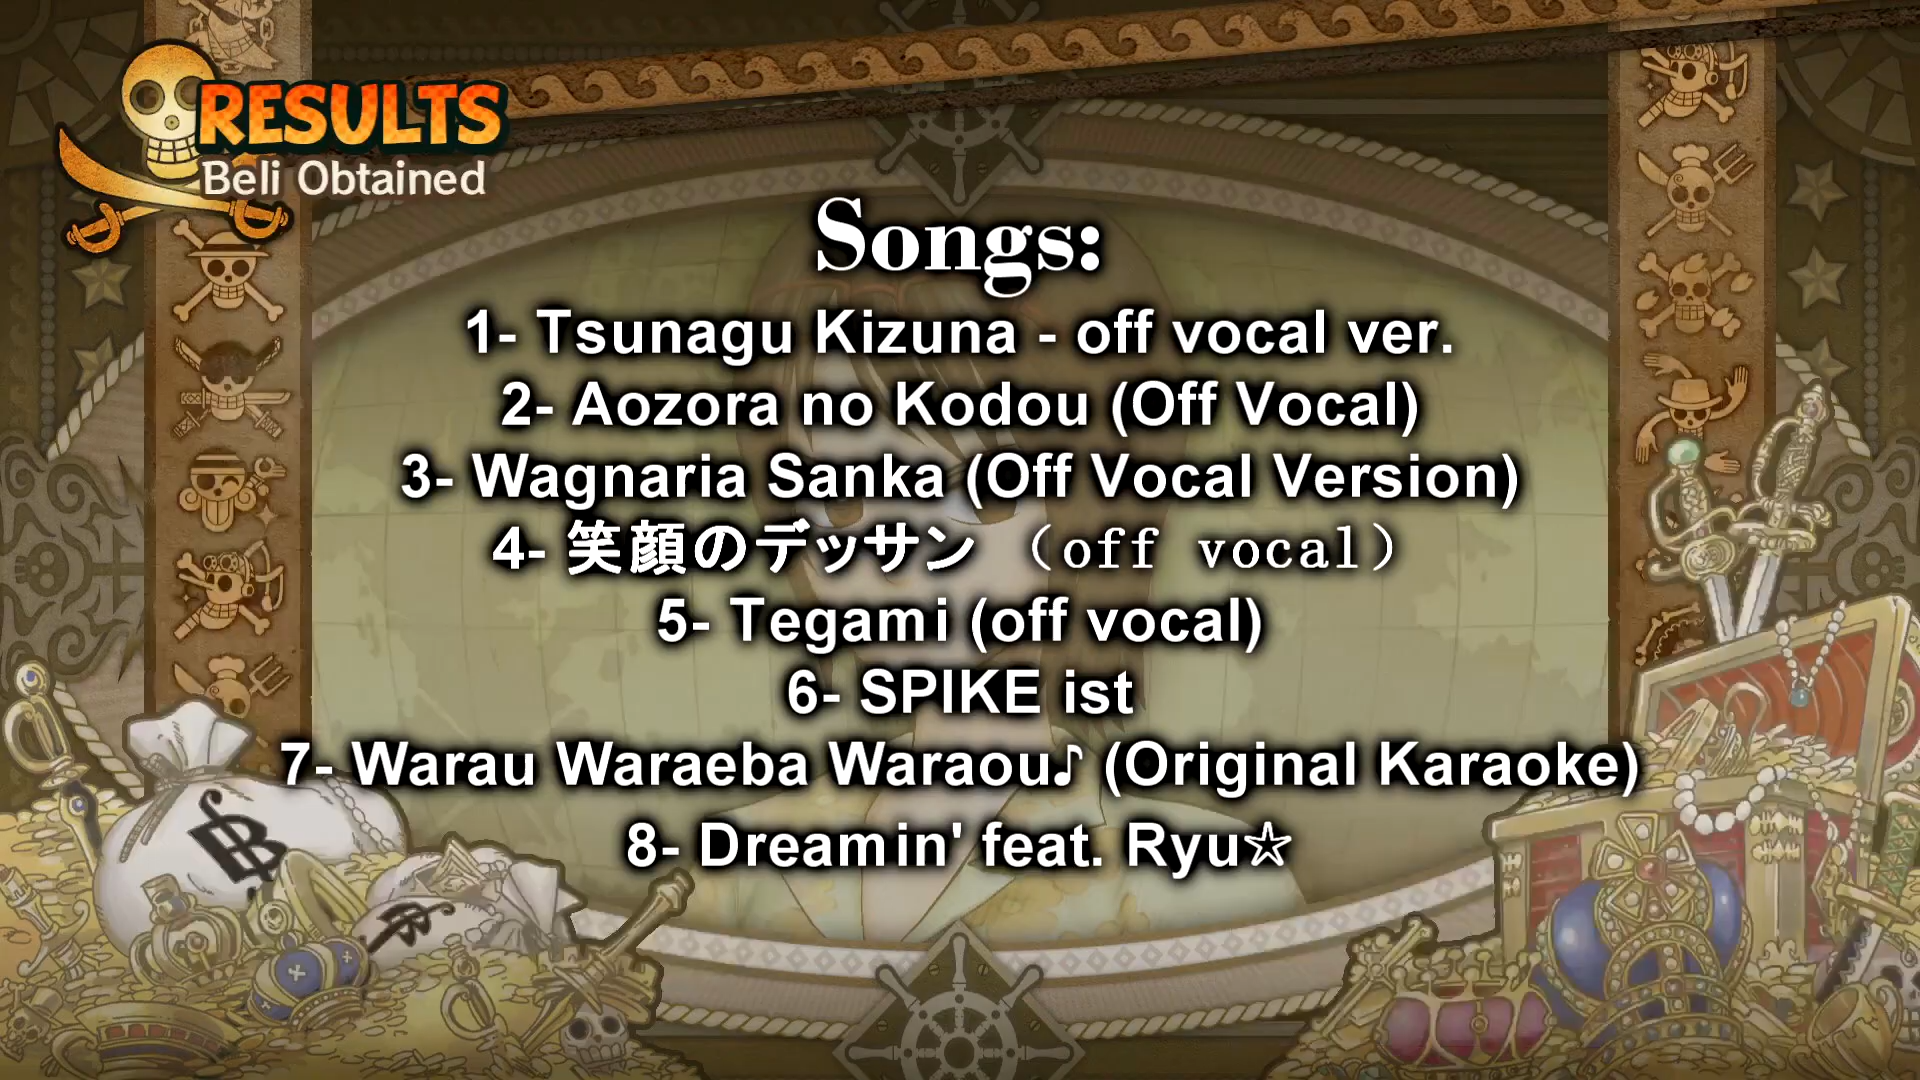 RESULTS
Beli Obtained
Songs:
1- Tsunagu Kizuna - off vocal ver.
2- Aozora no Kodou (Off Vocal)
3- Wagnaria Sanka (Off Vocal Version)
4- 笑顔のデッサン （off vocal）
5- Tegami (off vocal)
6- SPIKE ist
7- Warau Waraeba Waraou♪ (Original Karaoke)
8- Dreamin' feat. Ryu☆